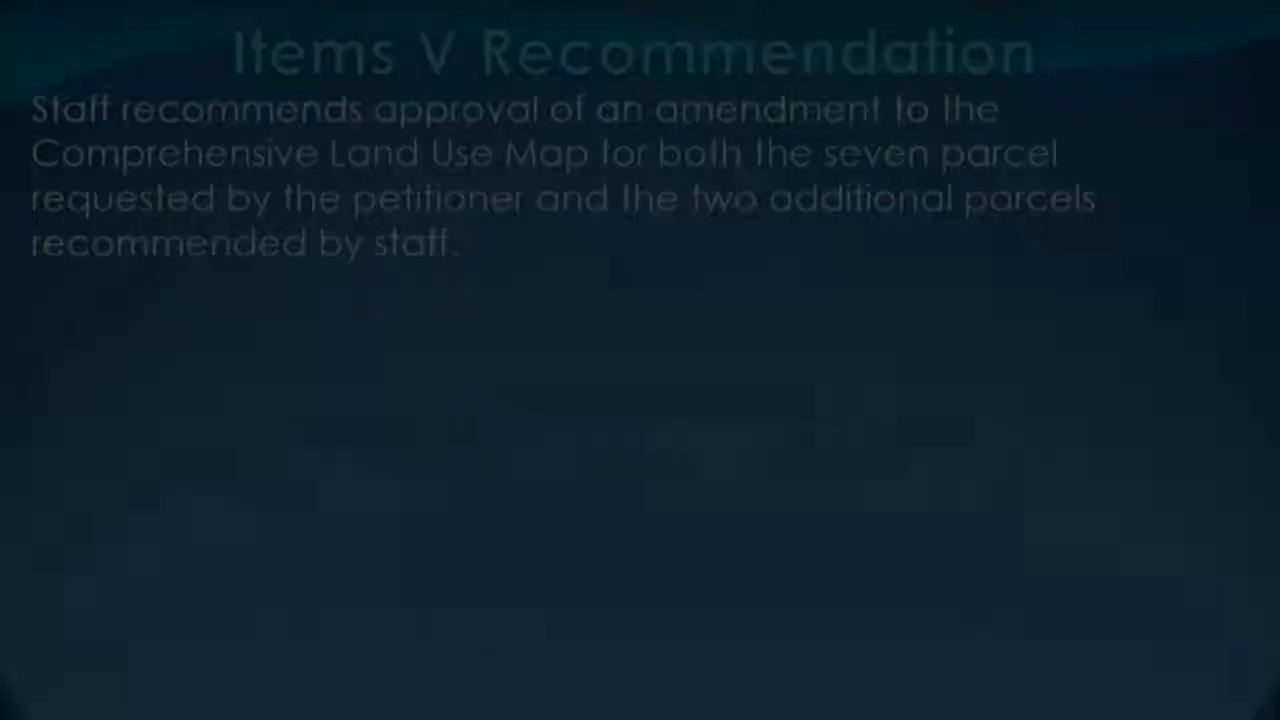 Items V Recommendation
Staff recommends approval of an amendment to the
Comprehensive Land Use Map for both the seven parcel
requested by the petitioner and the two additional parcels
recommended by staff.